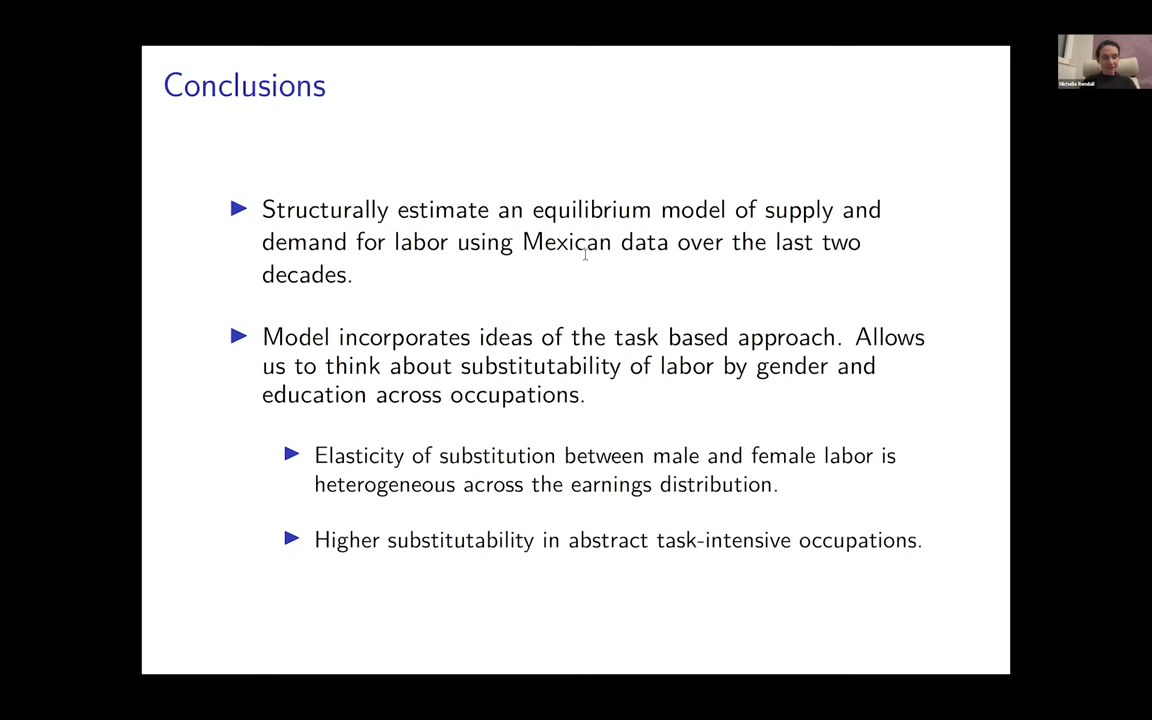 Conclusions
Michelle Rendall
Structurally estimate an equilibrium model of supply and
demand for labor using Mexican data over the last two
decades.
Model incorporates ideas of the task based approach. Allows
us to think about substitutability of labor by gender and
education across occupations.
Elasticity of substitution between male and female labor is
heterogeneous across the earnings distribution.
Higher substitutability in abstract task-intensive occupations.